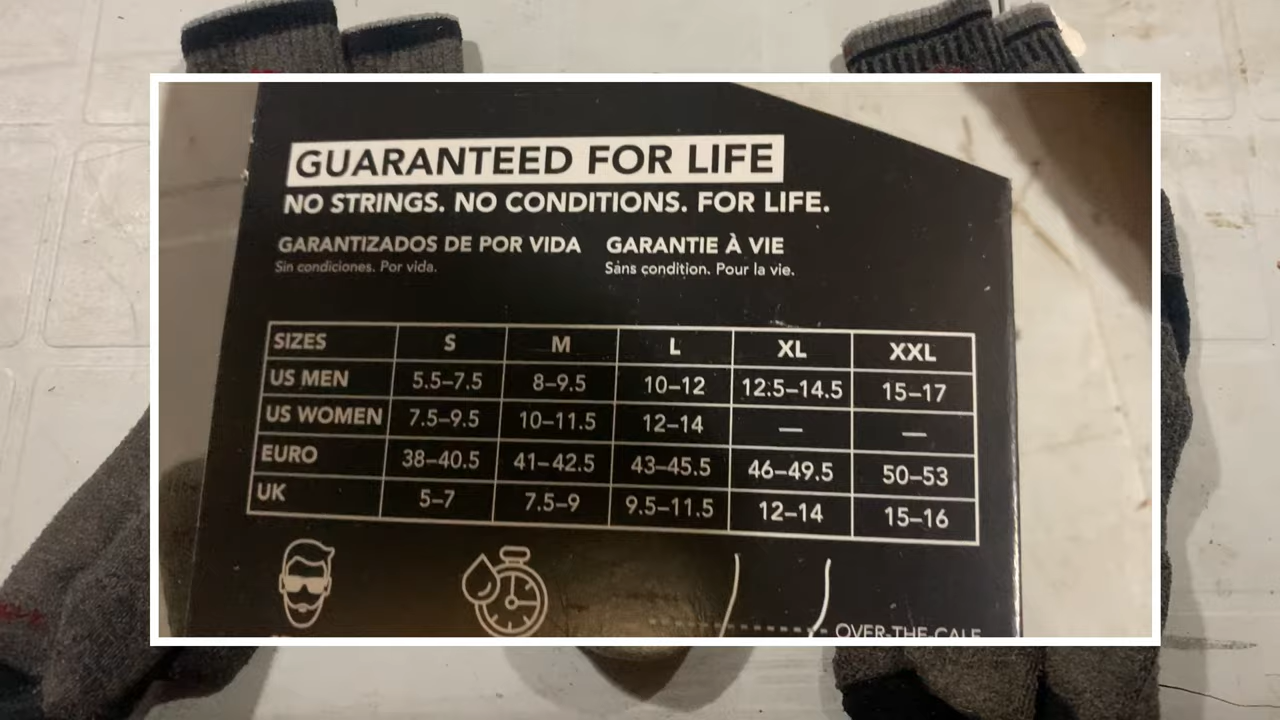 GUARANTEED FOR LIFE
NO STRINGS. NO CONDITIONS. FOR LIFE.
GARANTIZADOS DE POR VIDA GARANTIE À VIE
Sin condiciones. Por vida. Sans condition. Pour la vie.
SIZES S M L XL XXL
US MEN 5.5–7.5 8–9.5 10–12 12.5–14.5 15–17
US WOMEN 7.5–9.5 10–11.5 12–14 — —
EURO 38–40.5 41–42.5 43–45.5 46–49.5 50–53
UK 5–7 7.5–9 9.5–11.5 12–14 15–16
OVER-THE-CALF